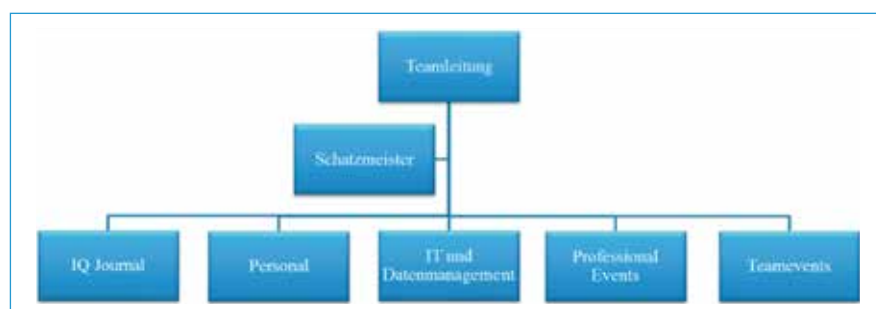 Teamleitung
Schatzmeister
IQ Journal
Personal
IT und
Datenmanagement
Professional
Events
Teamevents